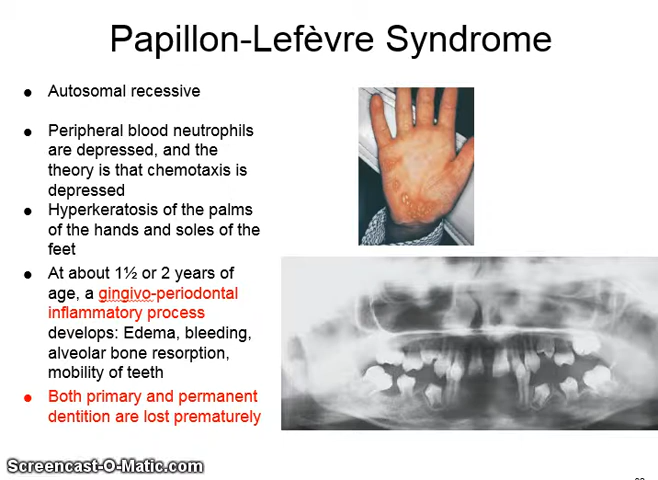 Papillon-Lefèvre Syndrome
● Autosomal recessive
● Peripheral blood neutrophils
are depressed, and the
theory is that chemotaxis is
depressed
● Hyperkeratosis of the palms
of the hands and soles of the
feet
● At about 1½ or 2 years of
age, a gingivo-periodontal
inflammatory process
develops: Edema, bleeding,
alveolar bone resorption,
mobility of teeth
● Both primary and permanent
dentition are lost prematurely
Screencast-O-Matic.com